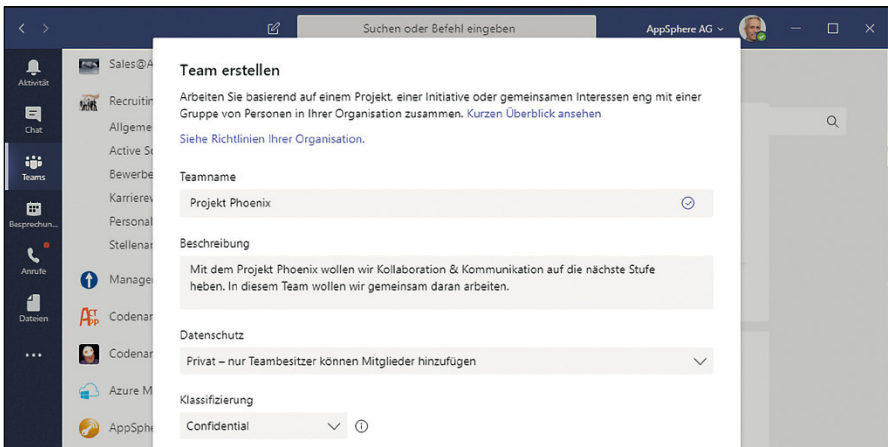 Suchen oder Befehl eingeben
AppSphere AG
Aktivität
Chat
Teams
Besprechun...
Anrufe
Dateien
Sales@A
Recruitin
Allgeme
Active So
Bewerbe
Karrierev
Personal
Stellenar
Manage
Codenar
Codenar
Azure M
AppSphe
Team erstellen
Arbeiten Sie basierend auf einem Projekt, einer Initiative oder gemeinsamen Interessen eng mit einer
Gruppe von Personen in Ihrer Organisation zusammen. Kurzen Überblick ansehen
Siehe Richtlinien Ihrer Organisation.
Teamname
Projekt Phoenix
Beschreibung
Mit dem Projekt Phoenix wollen wir Kollaboration & Kommunikation auf die nächste Stufe
heben. In diesem Team wollen wir gemeinsam daran arbeiten.
Datenschutz
Privat – nur Teambesitzer können Mitglieder hinzufügen
Klassifizierung
Confidential